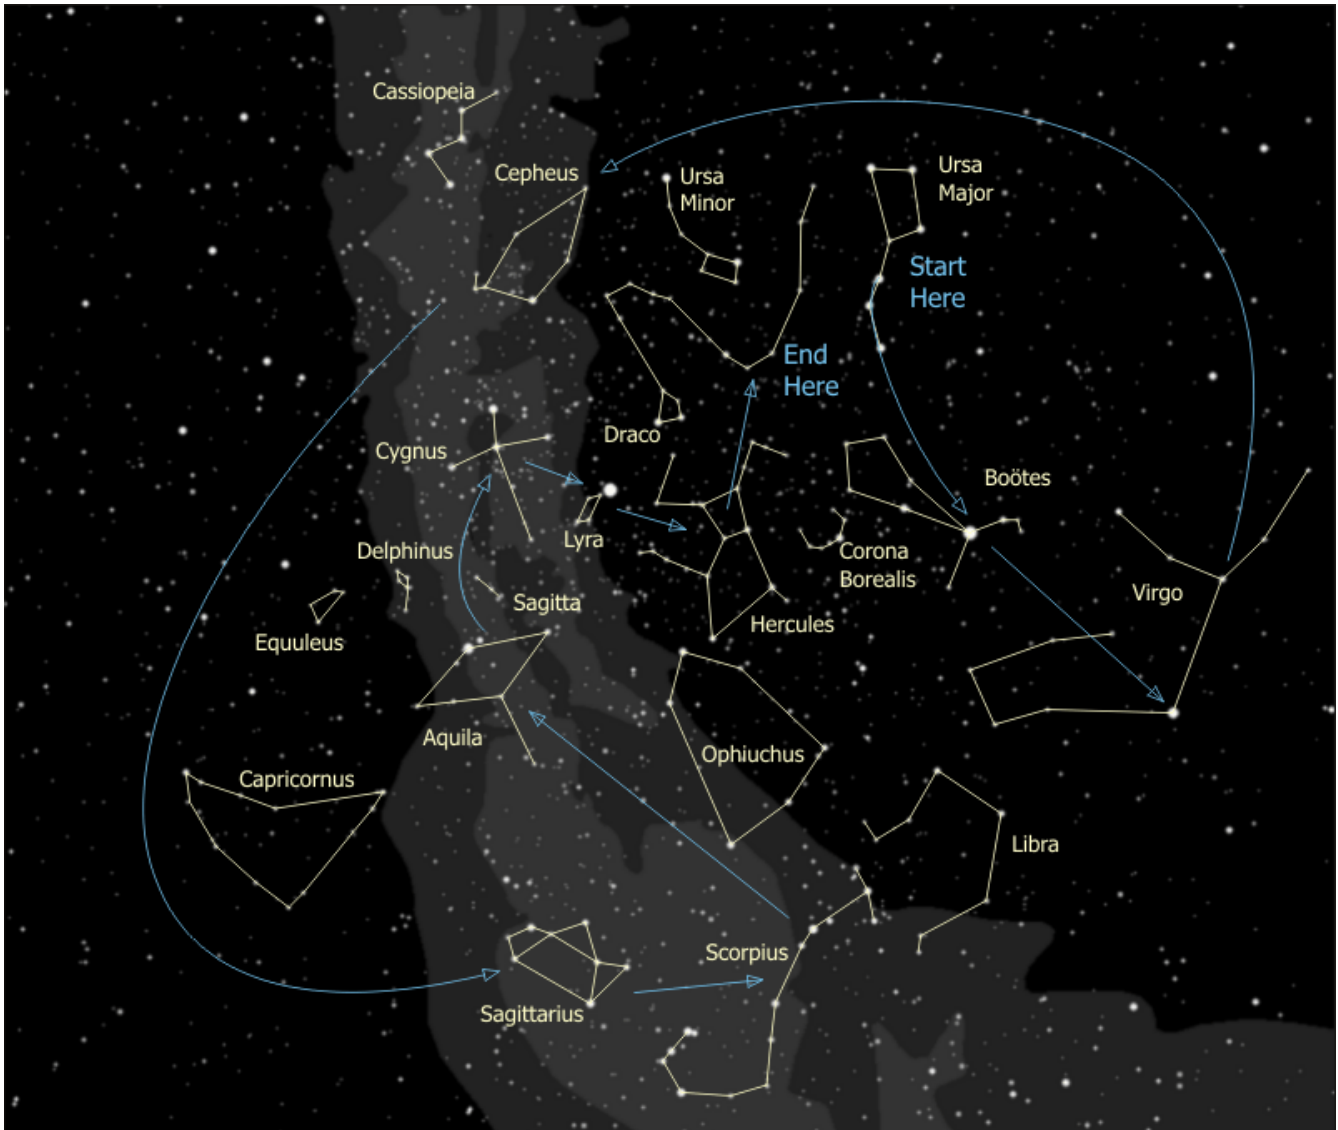 Cassiopeia
Cepheus
Ursa
Minor
Ursa
Major
Start
Here
End
Here
Draco
Cygnus
Boötes
Lyra
Delphinus
Corona
Borealis
Virgo
Sagitta
Hercules
Equuleus
Aquila
Ophiuchus
Capricornus
Libra
Scorpius
Sagittarius